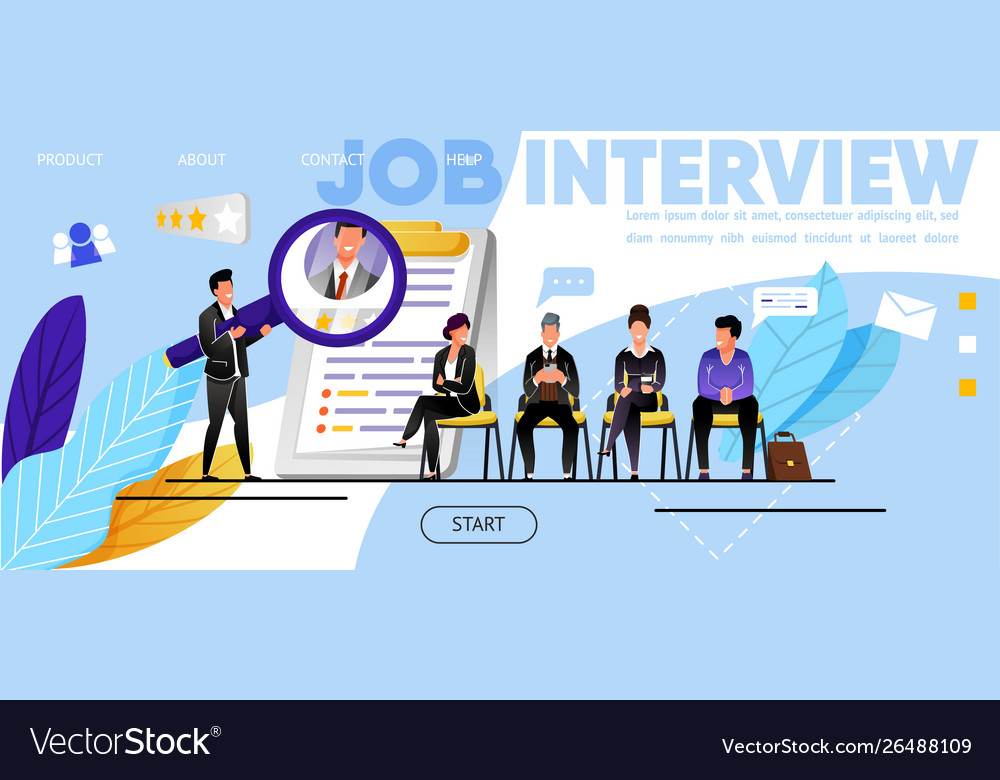 JOB INTERVIEW
PRODUCT ABOUT CONTACT HELP
Lorem ipsum dolor sit amet, consectetuer adipiscing elit, sed
diam nonummy nibh euismod tincidunt ut laoreet dolore
START
VectorStock®
VectorStock.com/26488109